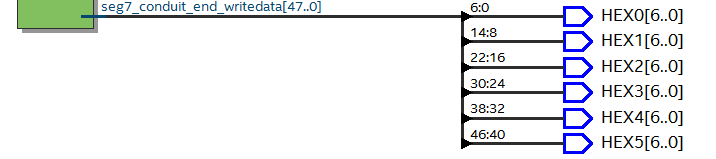 seg7_conduit_end_writedata[47..0]
6:0 HEX0[6..0]
14:8 HEX1[6..0]
22:16 HEX2[6..0]
30:24 HEX3[6..0]
38:32 HEX4[6..0]
46:40 HEX5[6..0]